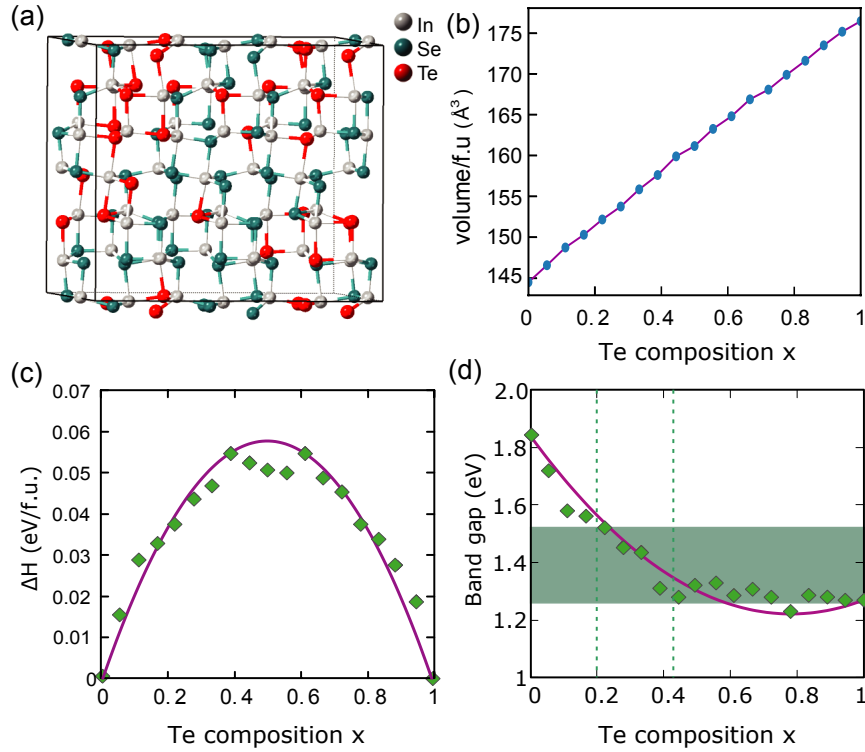 (a)
In
Se
Te
(b)
volume/f.u (Å³)
175
170
165
160
155
150
145
0 0.2 0.4 0.6 0.8 1
Te composition x
(c)
ΔH (eV/f.u.)
0.07
0.06
0.05
0.04
0.03
0.02
0.01
0
0 0.2 0.4 0.6 0.8 1
Te composition x
(d)
Band gap (eV)
2.0
1.8
1.6
1.4
1.2
1
0 0.2 0.4 0.6 0.8 1
Te composition x